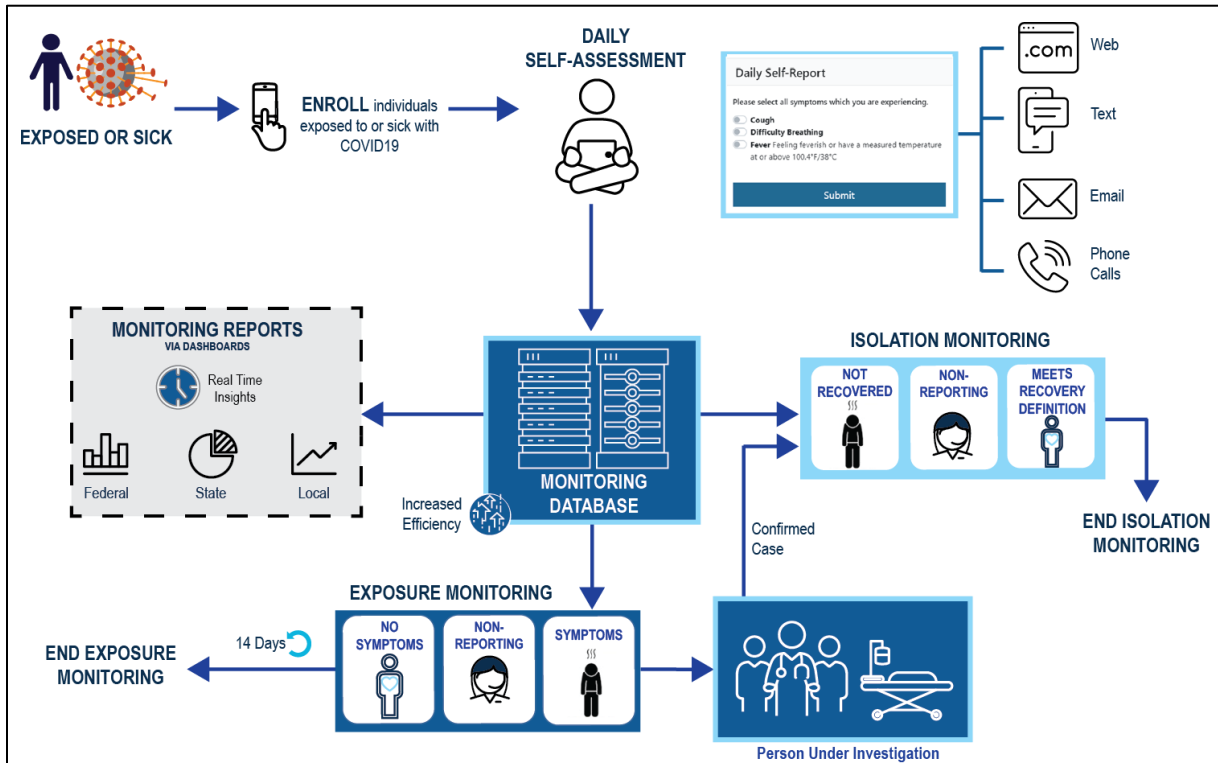 EXPOSED OR SICK
ENROLL individuals
exposed to or sick with
COVID19
DAILY
SELF-ASSESSMENT
Daily Self-Report
Please select all symptoms which you are experiencing.
Cough
Difficulty Breathing
Fever Feeling feverish or have a measured temperature
at or above 100.4°F/38°C
Submit
.com
Web
Text
Email
Phone
Calls
MONITORING REPORTS
VIA DASHBOARDS
Real Time
Insights
Federal
State
Local
MONITORING
DATABASE
Increased
Efficiency
ISOLATION MONITORING
NOT
RECOVERED
NON-
REPORTING
MEETS
RECOVERY
DEFINITION
END ISOLATION
MONITORING
Confirmed
Case
EXPOSURE MONITORING
NO
SYMPTOMS
NON-
REPORTING
SYMPTOMS
14 Days
END EXPOSURE
MONITORING
Person Under Investigation